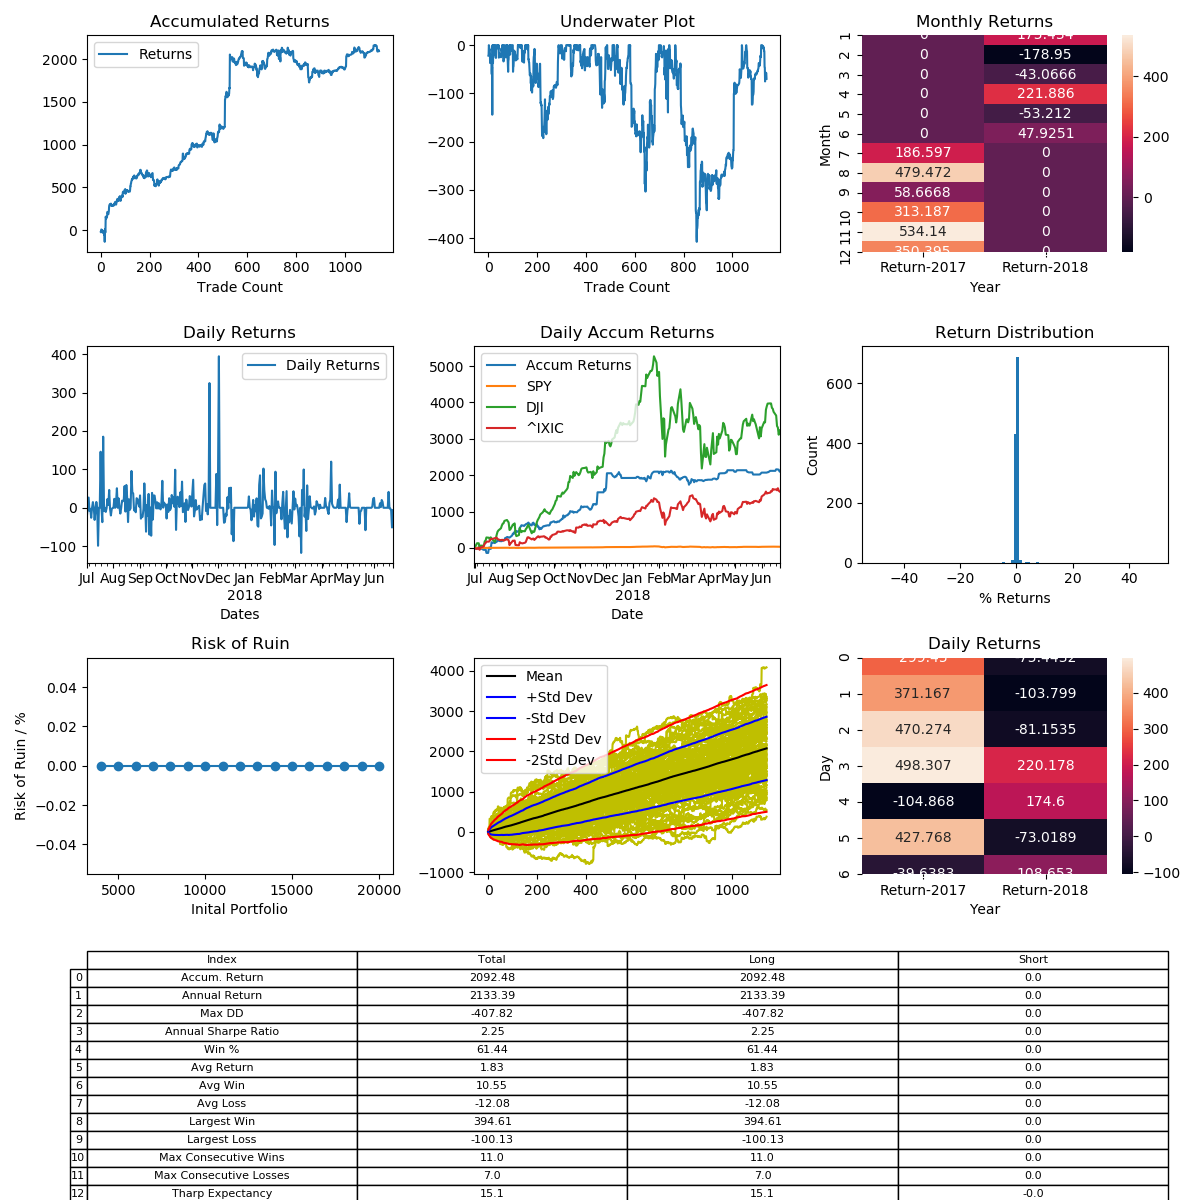 Accumulated Returns
Returns
2000
1500
1000
500
0
0 200 400 600 800 1000
Trade Count
Underwater Plot
0
−100
−200
−300
−400
0 200 400 600 800 1000
Trade Count
Monthly Returns
Month
1 0
2 0 -178.95
3 0 -43.0666
4 0 221.886
5 0 -53.212
6 0 47.9251
7 186.597 0
8 479.472 0
9 58.6668 0
10 313.187 0
11 534.14 0
12 350.395 0
Return-2017 Return-2018
Year
400
200
0
Daily Returns
Daily Returns
400
300
200
100
0
−100
Jul Aug Sep Oct Nov Dec Jan Feb Mar Apr May Jun
2018
Dates
Daily Accum Returns
Accum Returns
SPY
DJI
^IXIC
5000
4000
3000
2000
1000
0
Jul Aug Sep Oct Nov Dec Jan Feb Mar Apr May Jun
2018
Date
Return Distribution
Count
600
400
200
0
−40 −20 0 20 40
% Returns
Risk of Ruin
Risk of Ruin / %
0.04
0.02
0.00
−0.02
−0.04
5000 10000 15000 20000
Inital Portfolio
Mean
+Std Dev
-Std Dev
+2Std Dev
-2Std Dev
4000
3000
2000
1000
0
−1000
0 200 400 600 800 1000
Daily Returns
Day
0
1 371.167 -103.799
2 470.274 -81.1535
3 498.307 220.178
4 -104.868 174.6
5 427.768 -73.0189
6 -39.6383 108.653
Return-2017 Return-2018
Year
400
300
200
100
0
−100
Index Total Long Short
0 Accum. Return 2092.48 2092.48 0.0
1 Annual Return 2133.39 2133.39 0.0
2 Max DD -407.82 -407.82 0.0
3 Annual Sharpe Ratio 2.25 2.25 0.0
4 Win % 61.44 61.44 0.0
5 Avg Return 1.83 1.83 0.0
6 Avg Win 10.55 10.55 0.0
7 Avg Loss -12.08 -12.08 0.0
8 Largest Win 394.61 394.61 0.0
9 Largest Loss -100.13 -100.13 0.0
10 Max Consecutive Wins 11.0 11.0 0.0
11 Max Consecutive Losses 7.0 7.0 0.0
12 Tharp Expectancy 15.1 15.1 -0.0